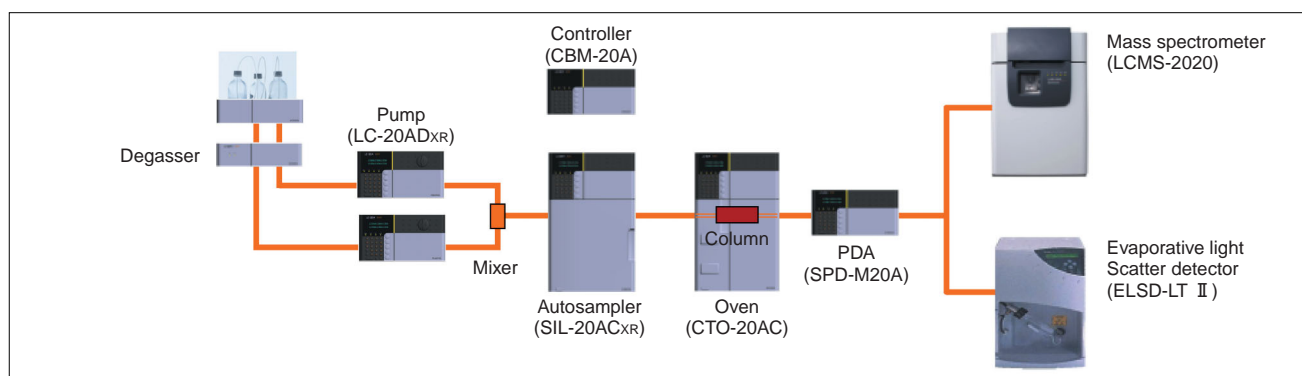 Controller
(CBM-20A)
Mass spectrometer
(LCMS-2020)
Pump
(LC-20ADXR)
Degasser
Column
Mixer
PDA
(SPD-M20A)
Evaporative light
Scatter detector
(ELSD-LT Ⅱ)
Autosampler
(SIL-20ACXR)
Oven
(CTO-20AC)